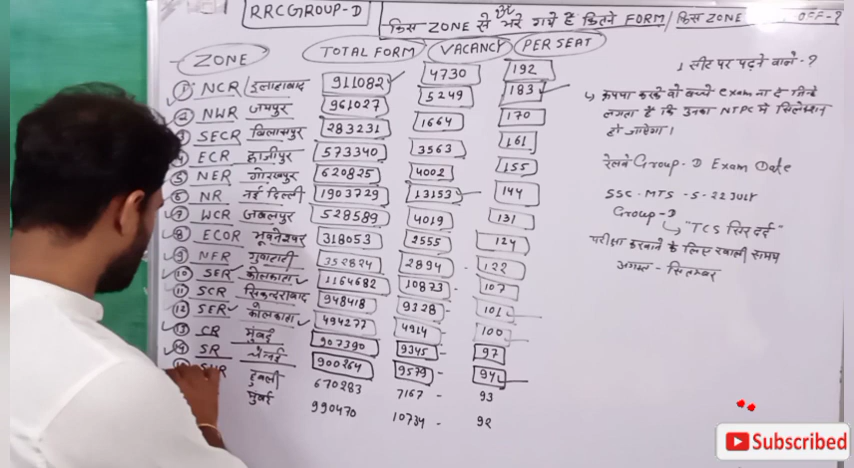 RRC GROUP-D
किस ZONE से भरे गये हैं कितने FORM/किस ZONE OFF-?
ZONE TOTAL FORM VACANCY PER SEAT
1 NCR/इलाहाबाद 911082 4730 192
2 NWR जयपुर 961027 5249 183
3 SECR बिलासपुर 283231 1664 170
4 ECR हाजीपुर 573340 3563 161
5 NER गोरखपुर 620825 4002 155
6 NR नई दिल्ली 1903729 13153 144
7 WCR जबलपुर 528589 4019 131
8 ECOR भुवनेश्वर 318053 2555 124
9 NFR गुवाहाटी 352824 2894 - 122
10 SER कोलकाता 1164682 10873 - 107
11 SCR सिकन्दराबाद 948418 9328 - 101
12 SER कोलकाता 494277 4914 - 100
13 CR मुंबई 907390 9345 - 97
14 SR चेन्नई 900264 9579 - 94
हुबली 670283 7167 - 93
मुंबई 990470 10734 - 92
1 सीट पर पढ़ने वाले - ?
कृपया करके वो बच्चे exam ना दे जिन्हे
लगता है कि उनका NTPC में सिलेक्शन
हो जाऐगा।
रेलवे Group-D Exam Date
SSC-MTS-5-22 JULY
Group-D
"TCS सिर दर्द"
परीक्षा करवाने के लिए खाली समय
अगस्त - सितम्बर
Subscribed